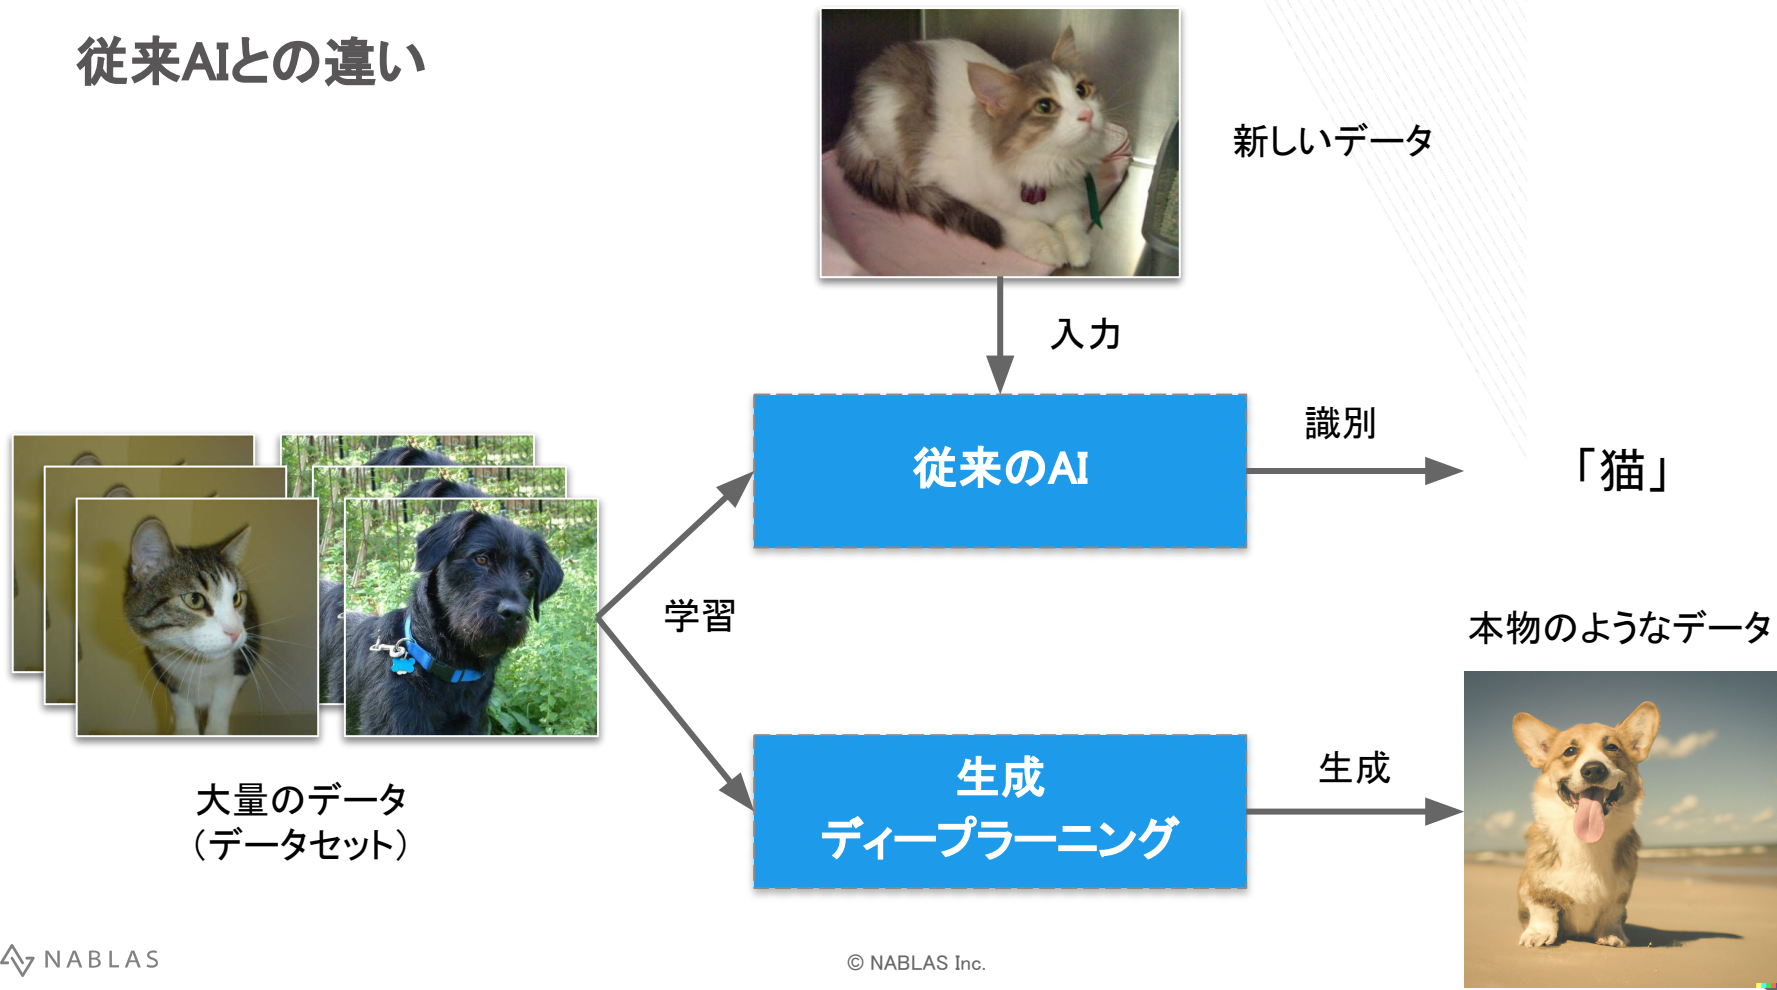 従来AIとの違い
新しいデータ
入力
従来のAI
識別
「猫」
学習
本物のようなデータ
生成
ディープラーニング
生成
大量のデータ
（データセット）
NABLAS
© NABLAS Inc.